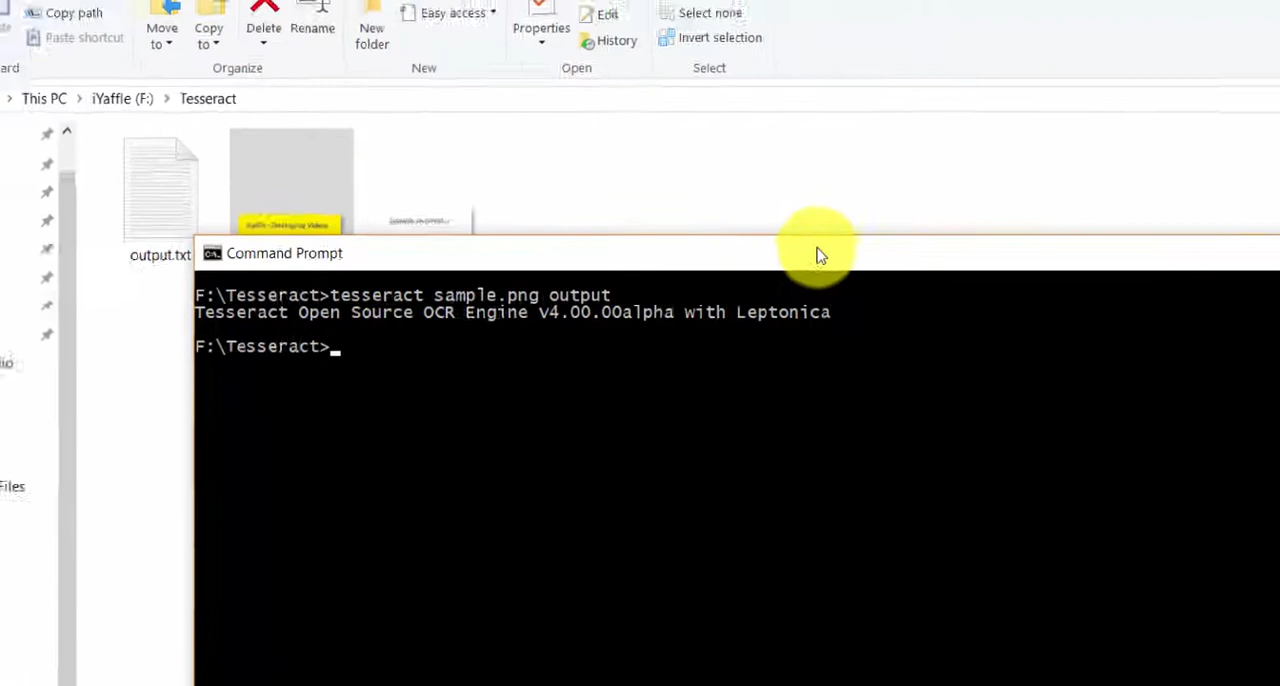 Copy path
Paste shortcut
Move to
Copy to
Delete
Rename
New folder
Easy access
Properties
Edit
History
Select none
Invert selection
ard
Organize
New
Open
Select
This PC
iYaffle (F:)
Tesseract
output.txt
Command Prompt
F:\Tesseract>tesseract sample.png output
Tesseract Open Source OCR Engine v4.00.00alpha with Leptonica
F:\Tesseract>
Files